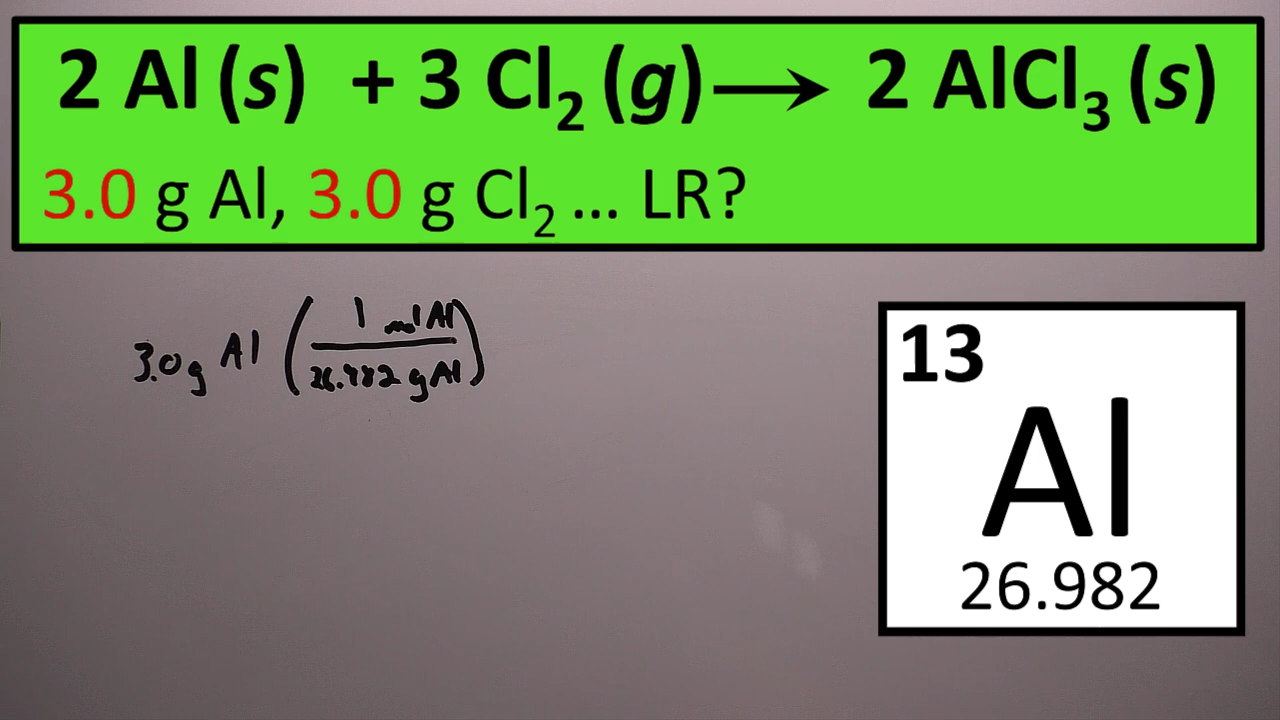 2 Al (s) + 3 Cl₂ (g) → 2 AlCl₃ (s)
3.0 g Al, 3.0 g Cl₂ ... LR?
3.0 g Al ( 1 mol Al / 26.982 g Al )
13
Al
26.982